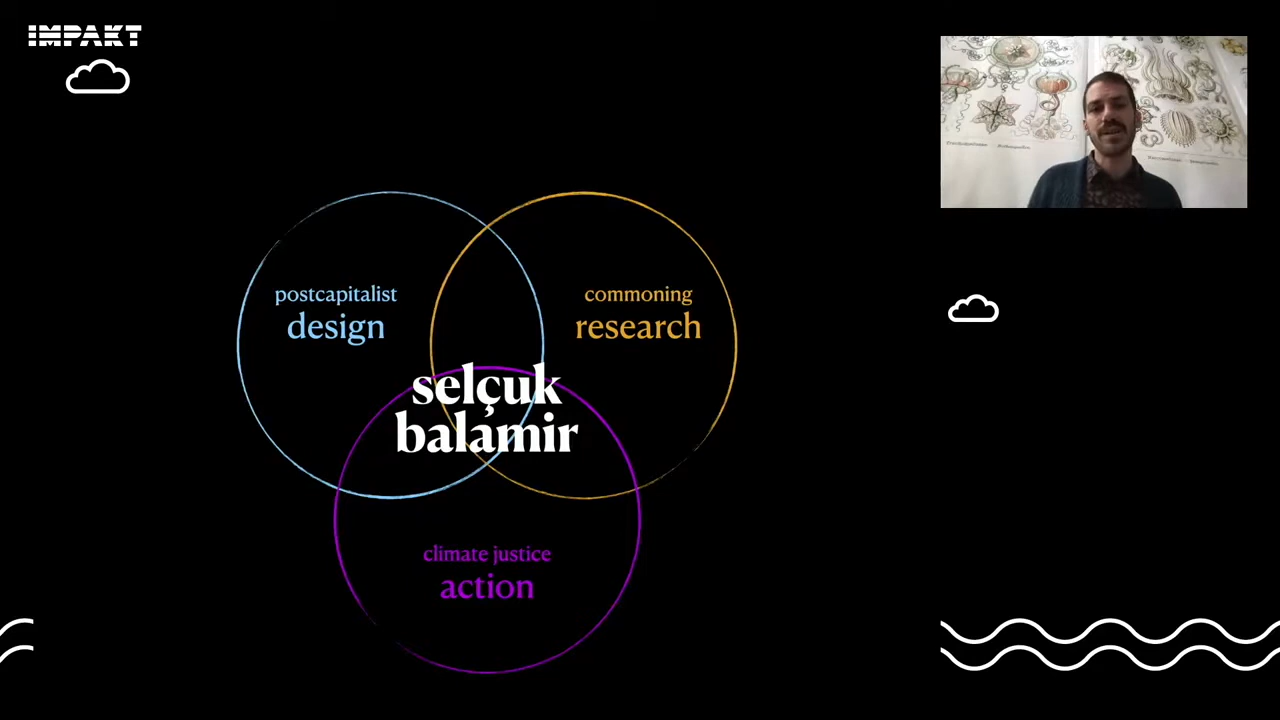 IMPAKT
postcapitalist
design
commoning
research
selçuk
balamir
climate justice
action